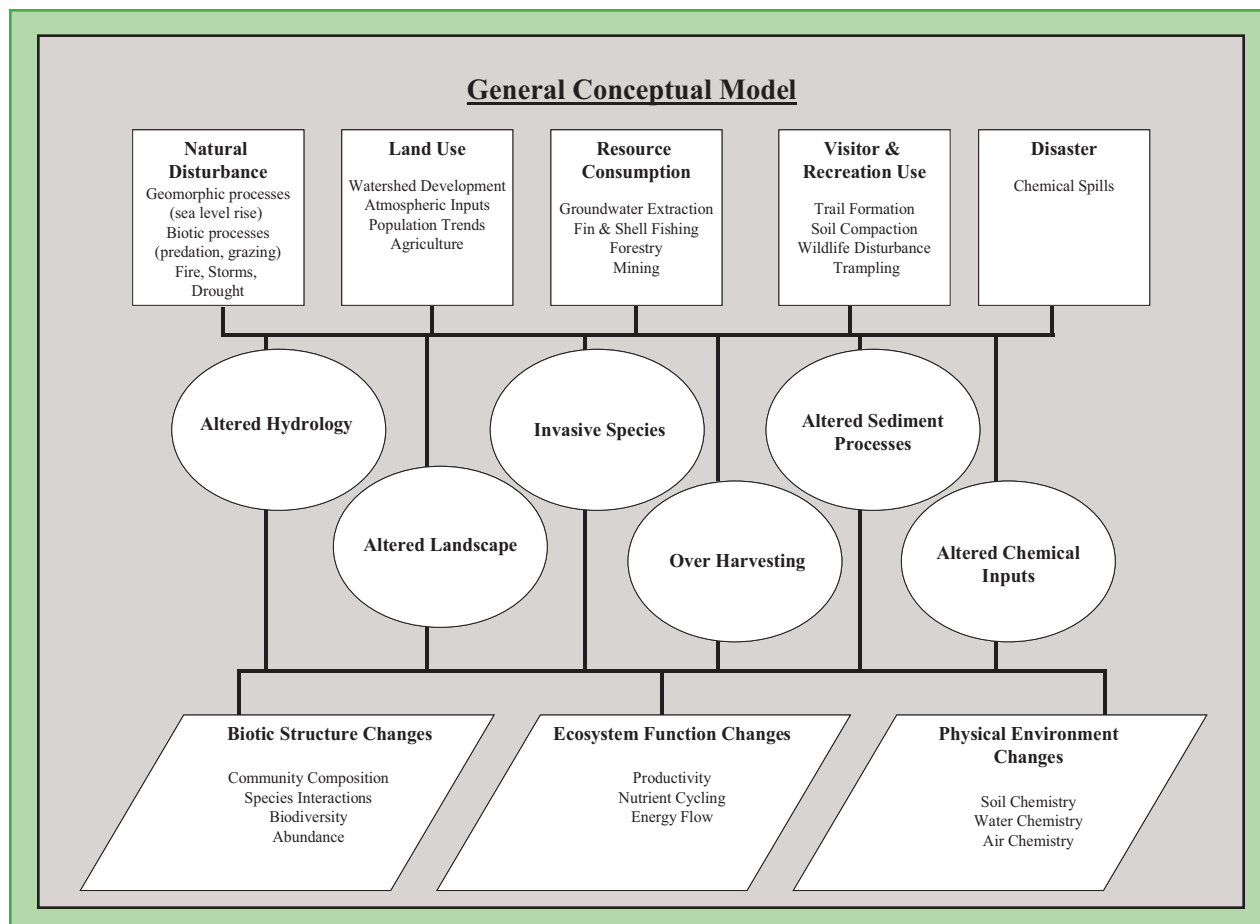 General Conceptual Model
Natural
Disturbance
Geomorphic processes
(sea level rise)
Biotic processes
(predation, grazing)
Fire, Storms,
Drought
Land Use
Watershed Development
Atmospheric Inputs
Population Trends
Agriculture
Resource
Consumption
Groundwater Extraction
Fin & Shell Fishing
Forestry
Mining
Visitor &
Recreation Use
Trail Formation
Soil Compaction
Wildlife Disturbance
Trampling
Disaster
Chemical Spills
Altered Hydrology
Invasive Species
Altered Sediment
Processes
Altered Landscape
Over Harvesting
Altered Chemical
Inputs
Biotic Structure Changes
Community Composition
Species Interactions
Biodiversity
Abundance
Ecosystem Function Changes
Productivity
Nutrient Cycling
Energy Flow
Physical Environment
Changes
Soil Chemistry
Water Chemistry
Air Chemistry